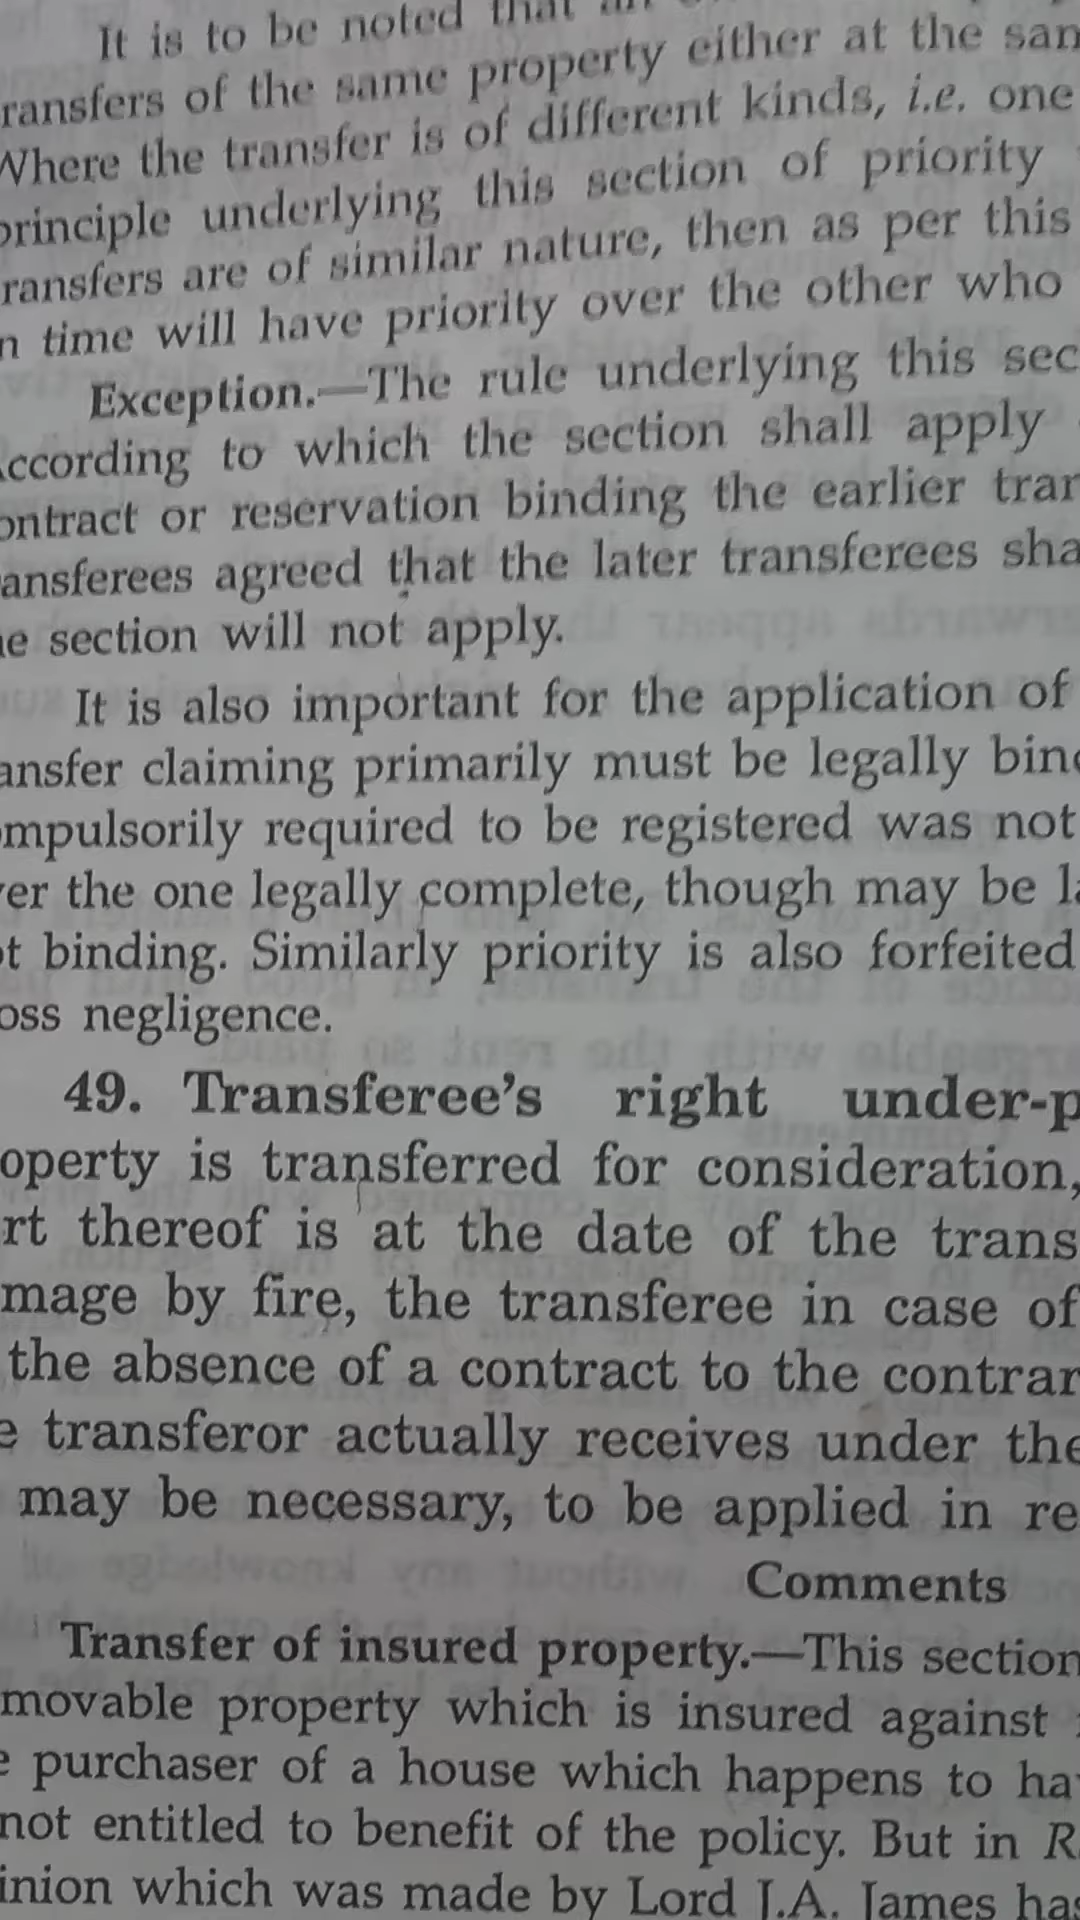 It is to be noted that an
ransfers of the same property either at the sam
Where the transfer is of different kinds, i.e. one
principle underlying this section of priority
ransfers are of similar nature, then as per this
n time will have priority over the other who
Exception.—The rule underlying this sec
ccording to which the section shall apply
ontract or reservation binding the earlier tran
ansferees agreed that the later transferees sha
e section will not apply.
It is also important for the application of
ansfer claiming primarily must be legally bind
ompulsorily required to be registered was not
er the one legally complete, though may be la
t binding. Similarly priority is also forfeited
oss negligence.
49. Transferee's right under-p
operty is transferred for consideration,
rt thereof is at the date of the trans
mage by fire, the transferee in case of
the absence of a contract to the contrar
e transferor actually receives under the
may be necessary, to be applied in re
Comments
Transfer of insured property.—This section
movable property which is insured against
e purchaser of a house which happens to ha
not entitled to benefit of the policy. But in R
inion which was made by Lord J.A. James has